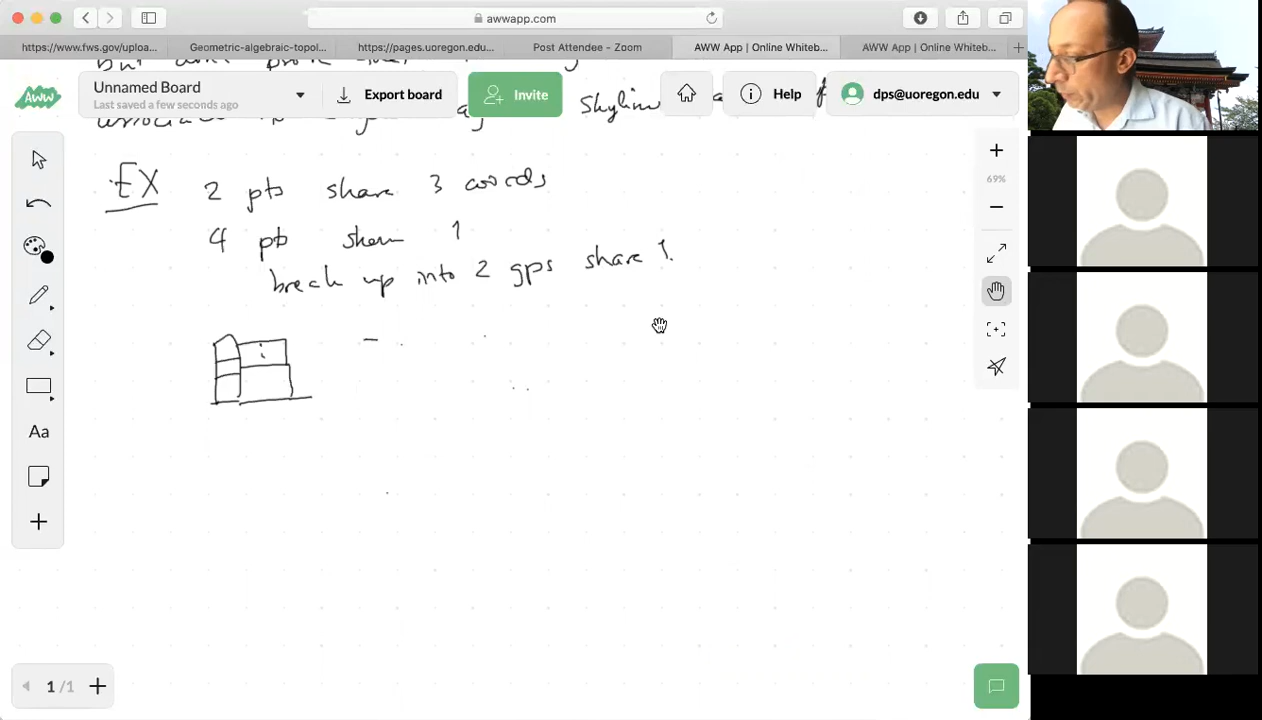 awwapp.com
https://www.fws.gov/uploa...
Geometric-algebraic-topol...
https://pages.uoregon.edu...
Post Attendee - Zoom
AWW App | Online Whiteb...
AWW App | Online Whiteb...
AWW
Unnamed Board
Last saved a few seconds ago
Export board
Invite
Help
dps@uoregon.edu
Skyline
69%
EX 2 pts share 3 coords
4 pt share 1
break up into 2 gps share 1.
Aa
1 /1